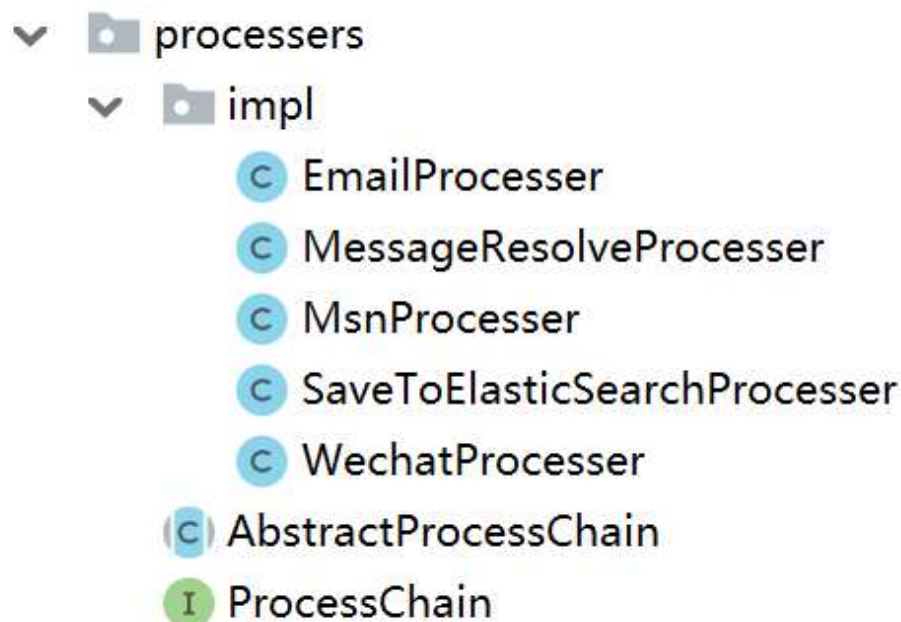 processers
impl
C EmailProcesser
C MessageResolveProcesser
C MsnProcesser
C SaveToElasticSearchProcesser
C WechatProcesser
C AbstractProcessChain
I ProcessChain